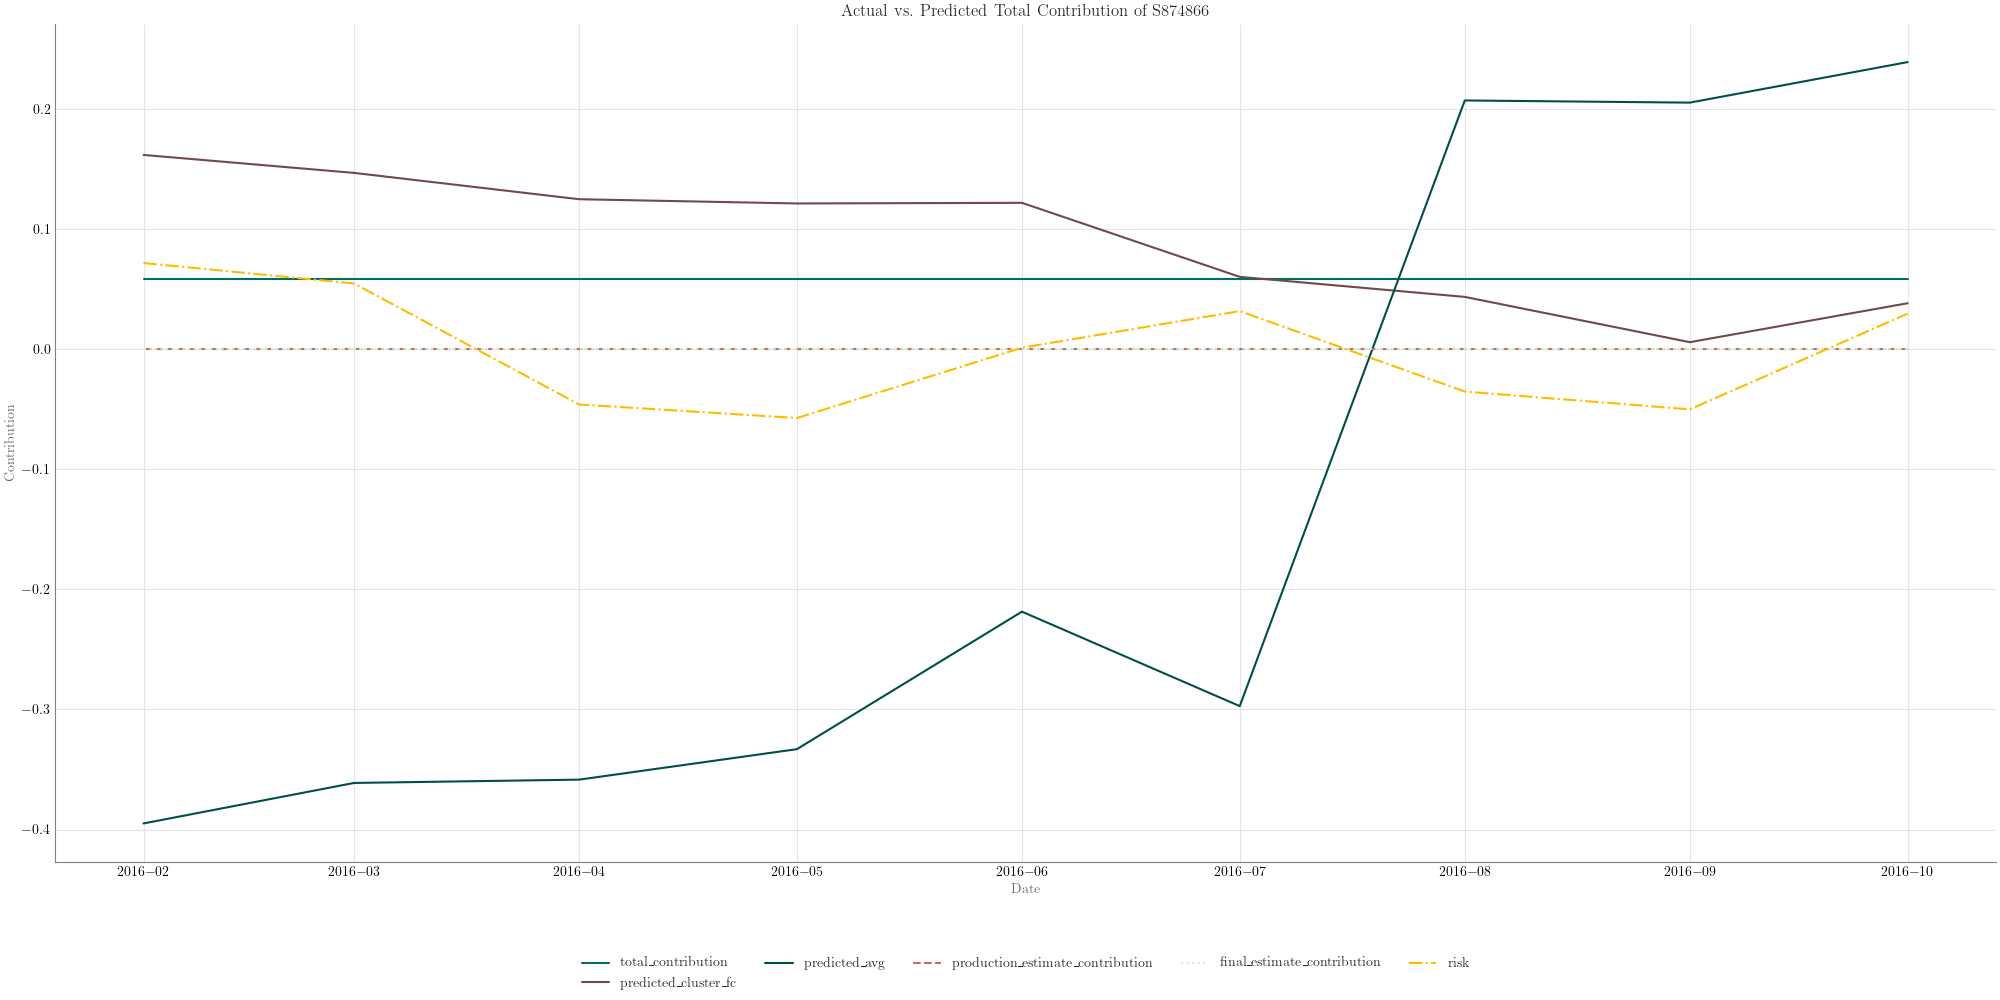 Actual vs. Predicted Total Contribution of S874866
Contribution
0.2
0.1
0.0
−0.1
−0.2
−0.3
−0.4
2016−02 2016−03 2016−04 2016−05 2016−06 2016−07 2016−08 2016−09 2016−10
Date
total_contribution predicted_avg production_estimate_contribution final_estimate_contribution risk
predicted_cluster_fc